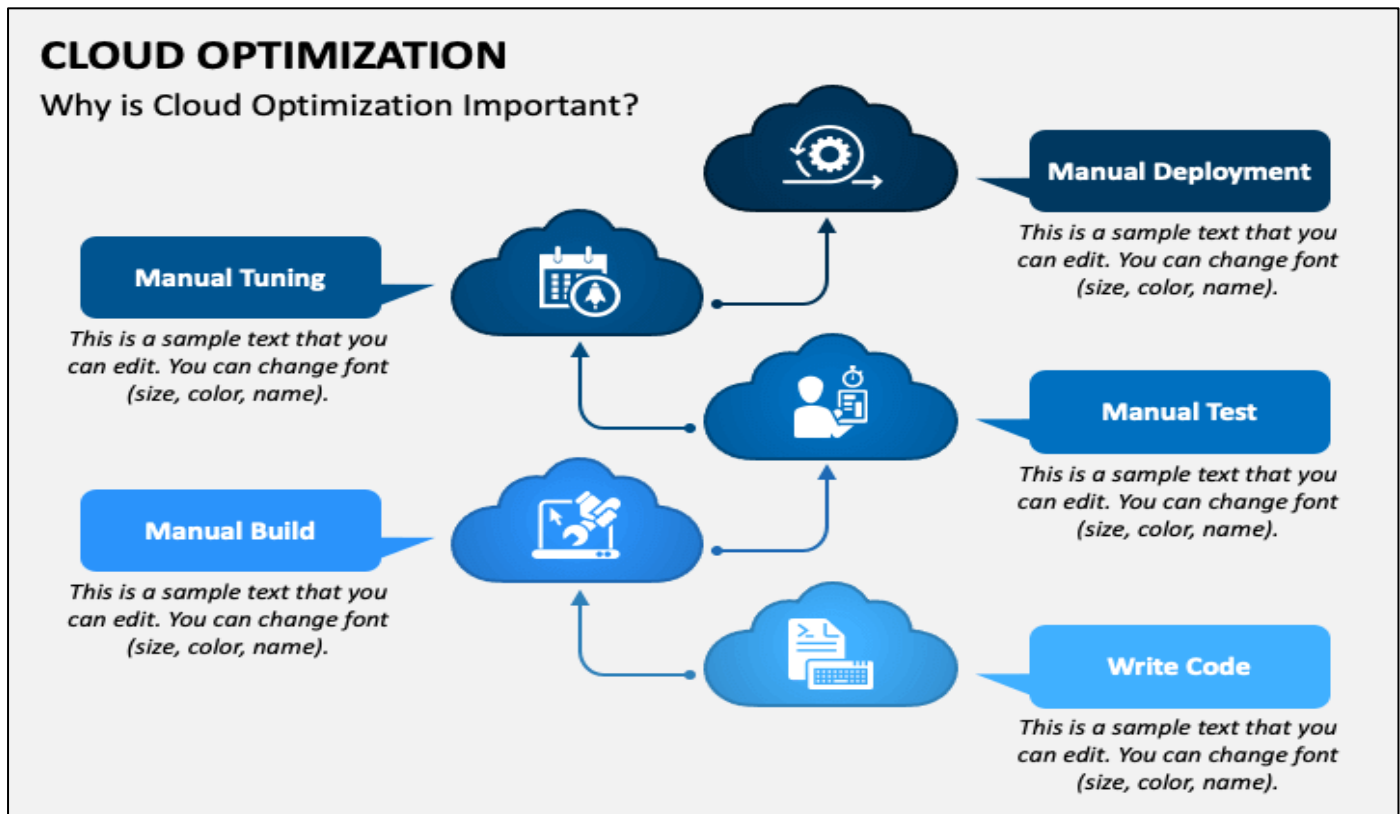 CLOUD OPTIMIZATION
Why is Cloud Optimization Important?
Manual Deployment
This is a sample text that you
can edit. You can change font
(size, color, name).
Manual Tuning
This is a sample text that you
can edit. You can change font
(size, color, name).
Manual Test
This is a sample text that you
can edit. You can change font
(size, color, name).
Manual Build
This is a sample text that you
can edit. You can change font
(size, color, name).
Write Code
This is a sample text that you
can edit. You can change font
(size, color, name).